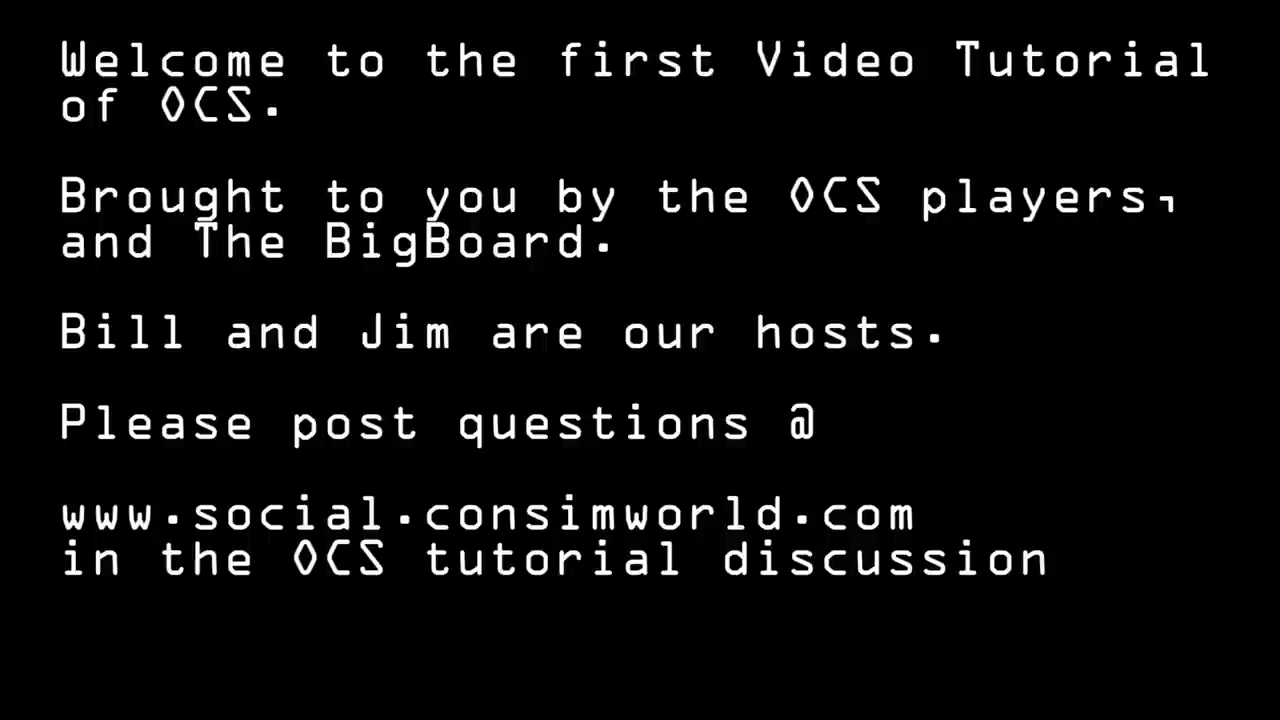 Welcome to the first Video Tutorial
of OCS.
Brought to you by the OCS players,
and The BigBoard.
Bill and Jim are our hosts.
Please post questions @
www.social.consimworld.com
in the OCS tutorial discussion